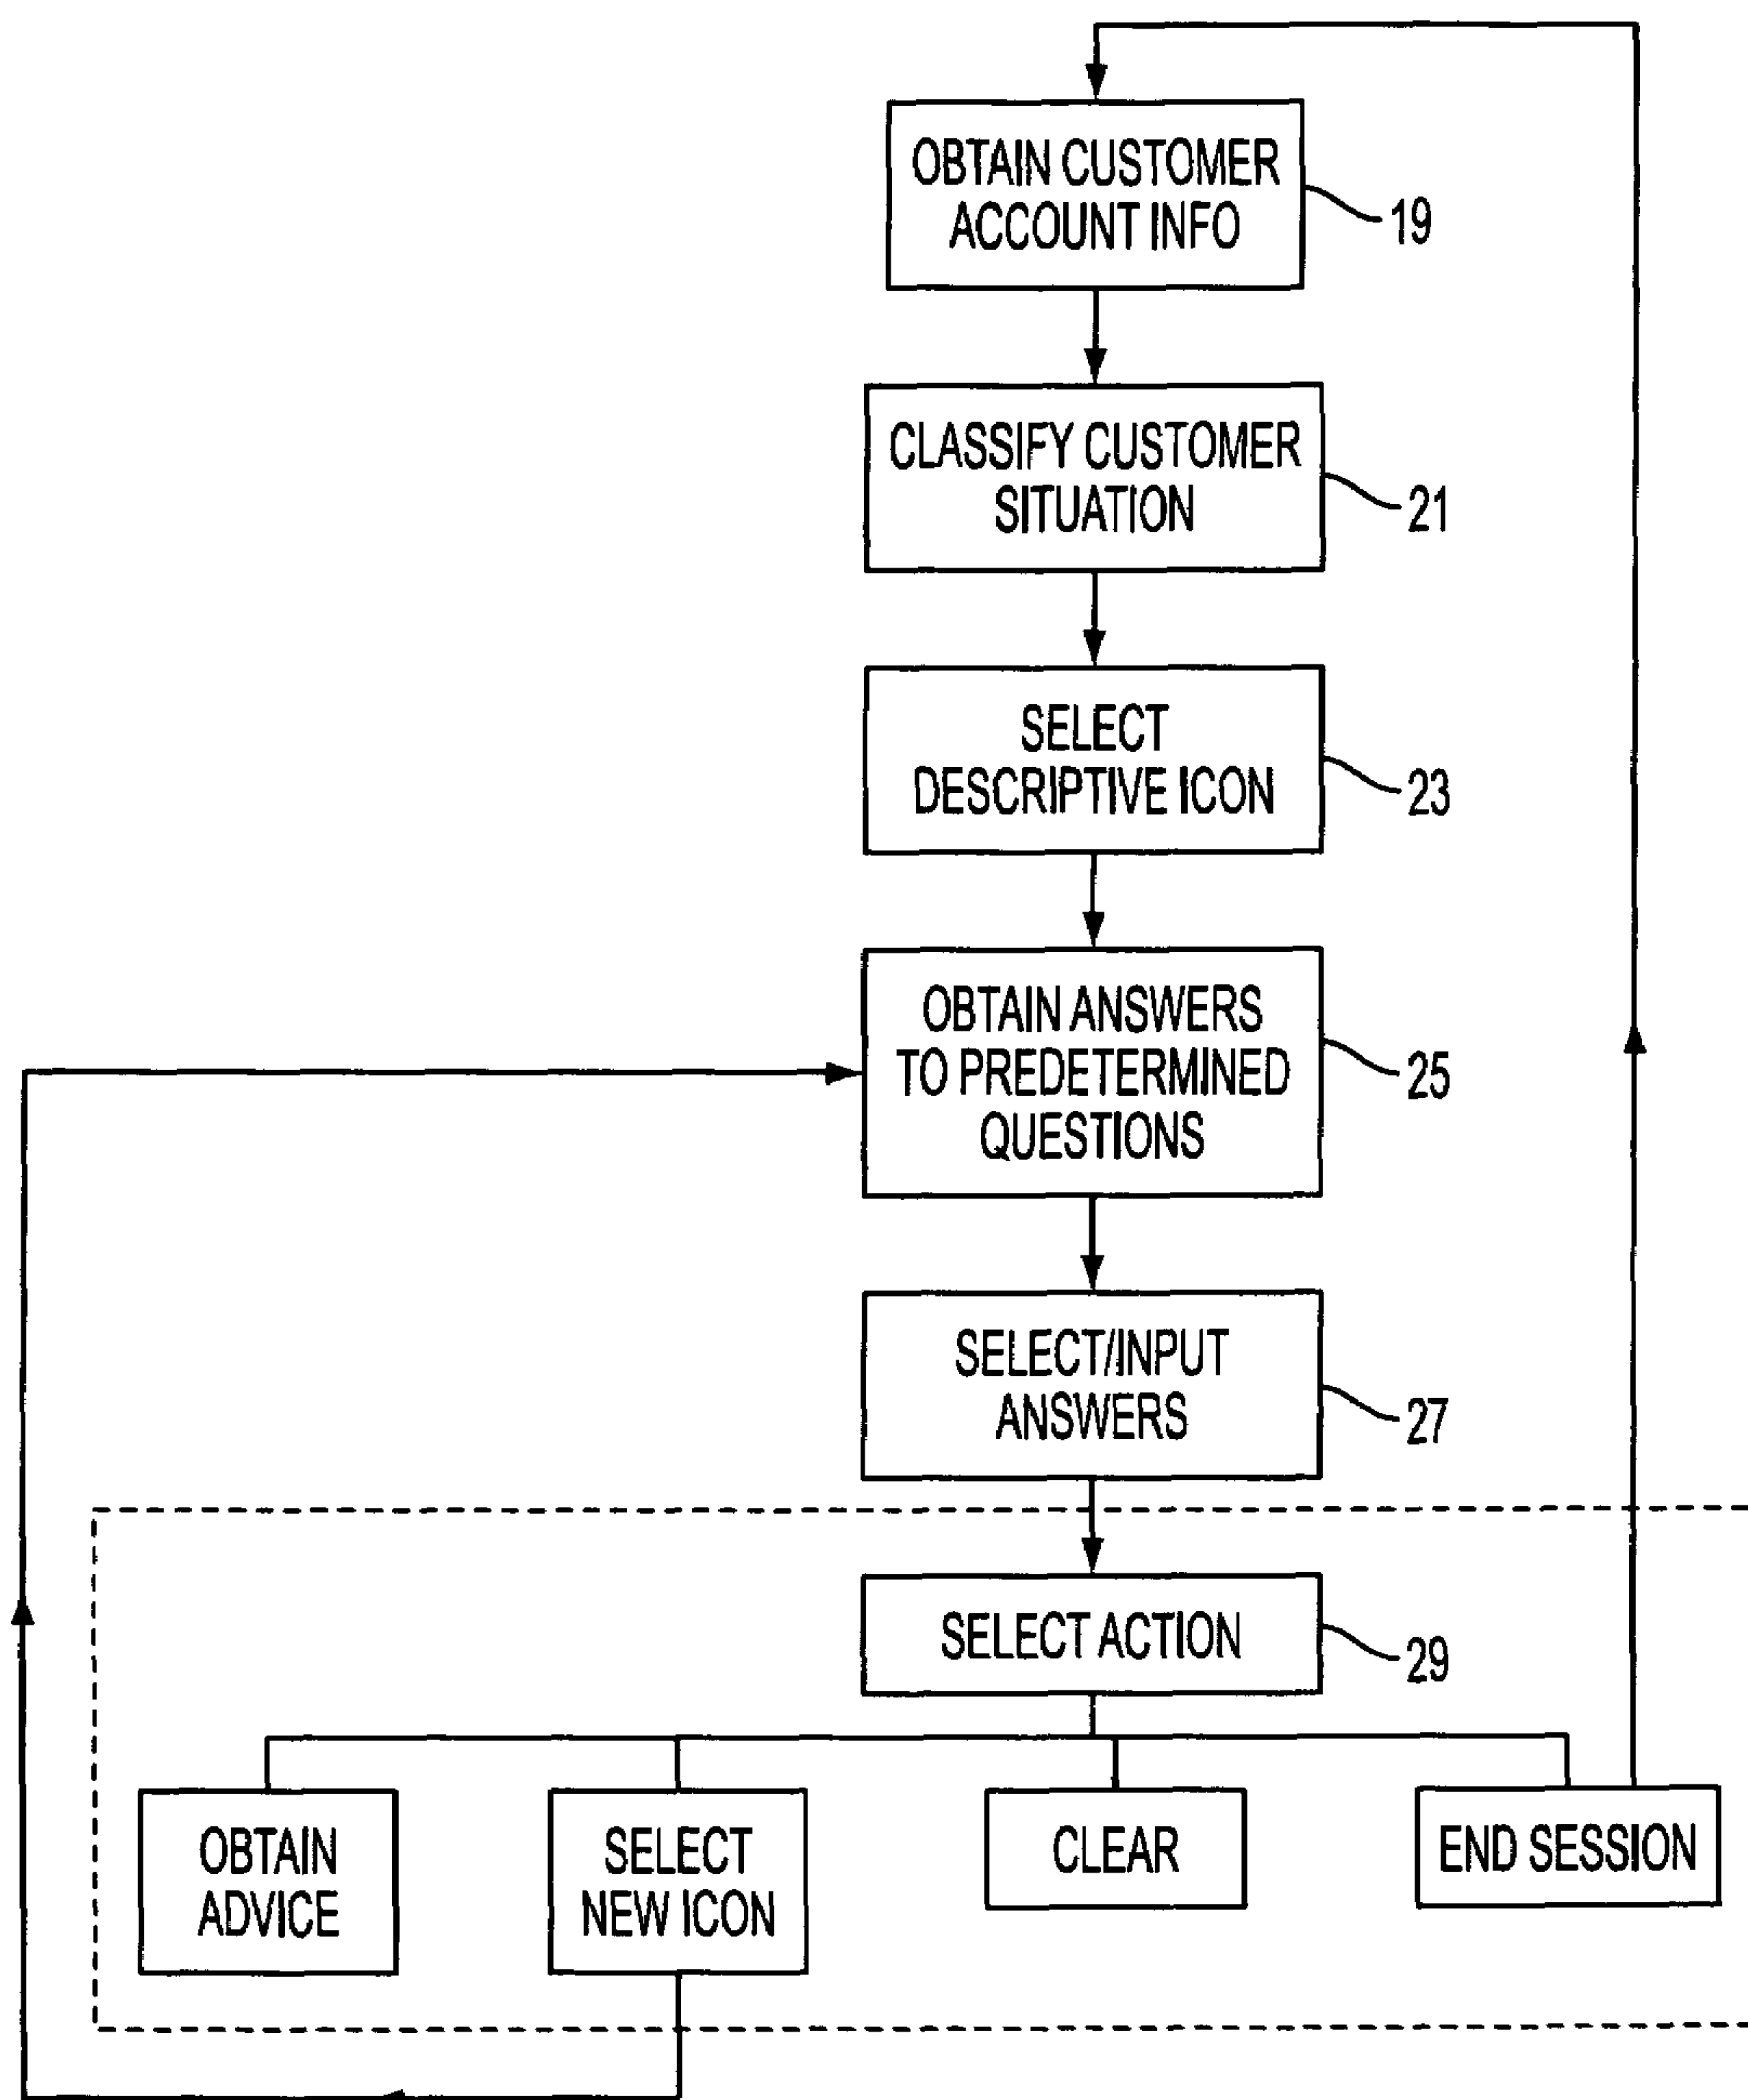 OBTAIN CUSTOMER
ACCOUNT INFO
19
CLASSIFY CUSTOMER
SITUATION
21
SELECT
DESCRIPTIVE ICON
23
OBTAIN ANSWERS
TO PREDETERMINED
QUESTIONS
25
SELECT/INPUT
ANSWERS
27
SELECT ACTION
29
OBTAIN
ADVICE
SELECT
NEW ICON
CLEAR
END SESSION